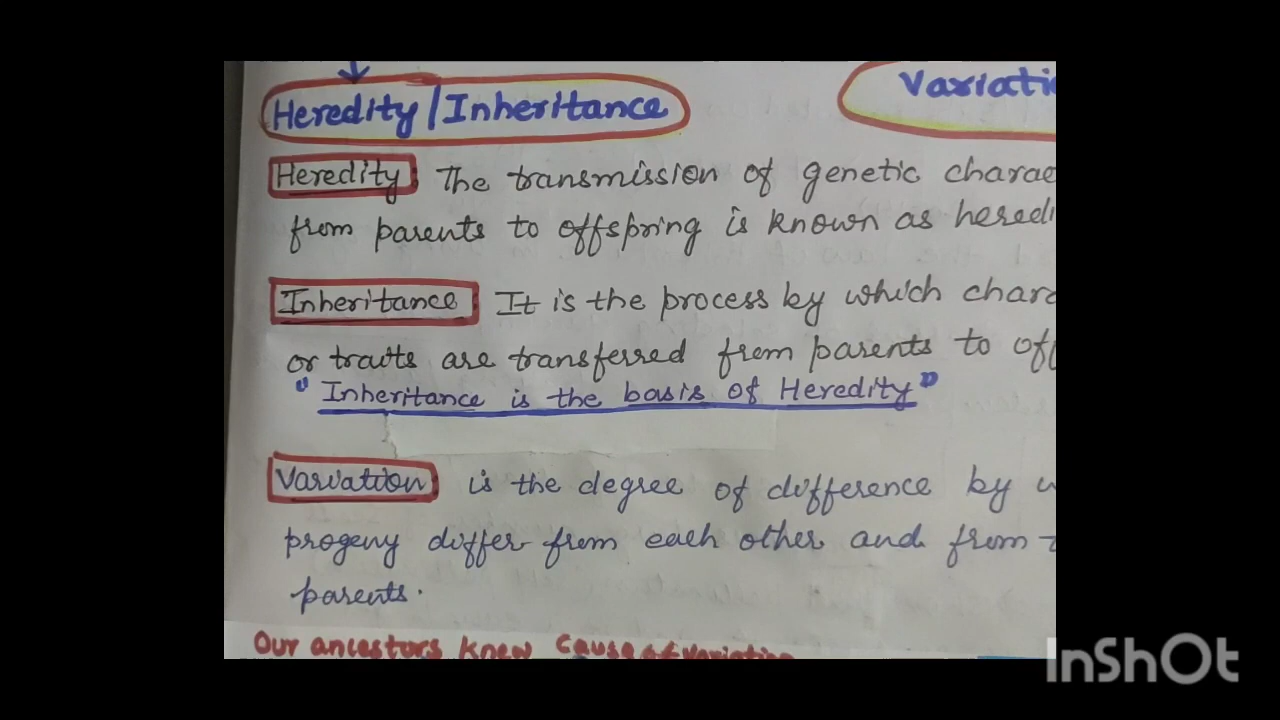 Heredity/Inheritance
Variati
Heredity The transmission of genetic charac
from parents to offspring is known as heredi
Inheritance It is the process by which chara
or traits are transferred from parents to off
" Inheritance is the basis of Heredity "
Variation is the degree of difference by w
progeny differ from each other and from t
parents.
Our ancestors knew cause of variation
InShOt